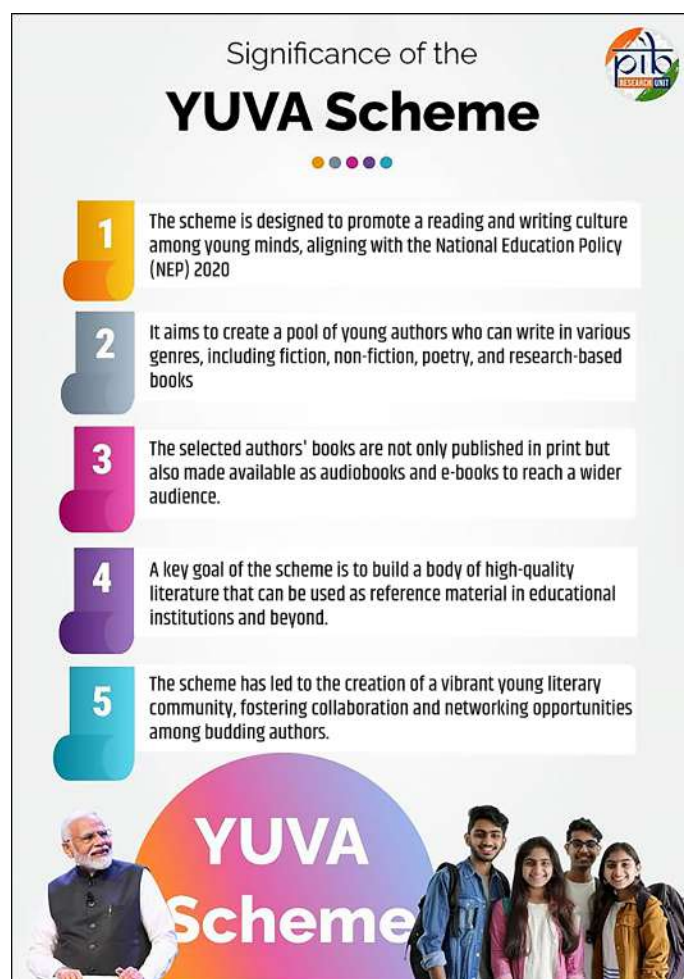 Significance of the
pib
RESEARCH UNIT
YUVA Scheme
1
The scheme is designed to promote a reading and writing culture
among young minds, aligning with the National Education Policy
(NEP) 2020
2
It aims to create a pool of young authors who can write in various
genres, including fiction, non-fiction, poetry, and research-based
books
3
The selected authors' books are not only published in print but
also made available as audiobooks and e-books to reach a wider
audience.
4
A key goal of the scheme is to build a body of high-quality
literature that can be used as reference material in educational
institutions and beyond.
5
The scheme has led to the creation of a vibrant young literary
community, fostering collaboration and networking opportunities
among budding authors.
YUVA
Scheme